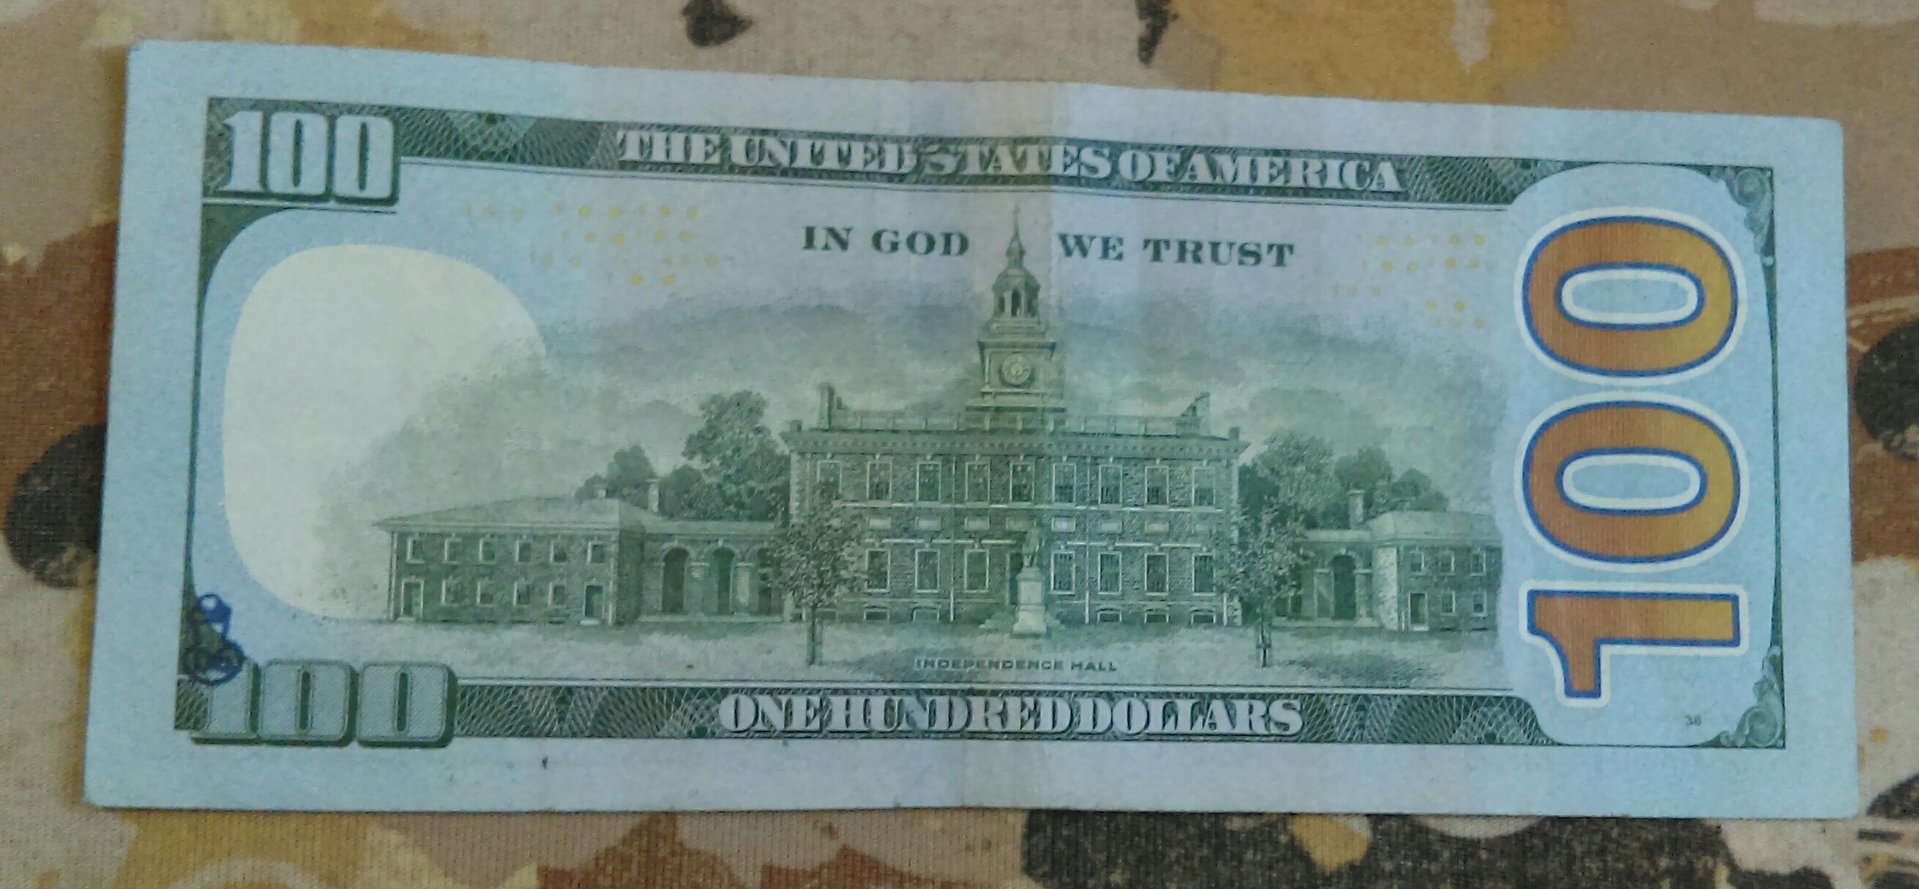 100
THE UNITED STATES OF AMERICA
IN GOD WE TRUST
100
INDEPENDENCE HALL
100
ONE HUNDRED DOLLARS